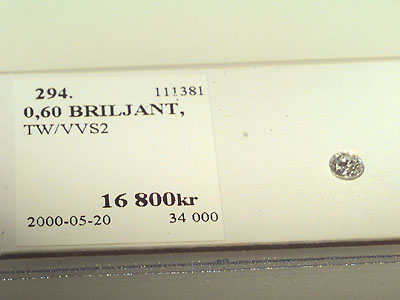 294. 111381
0,60 BRILJANT,
TW/VVS2
16 800kr
2000-05-20 34 000